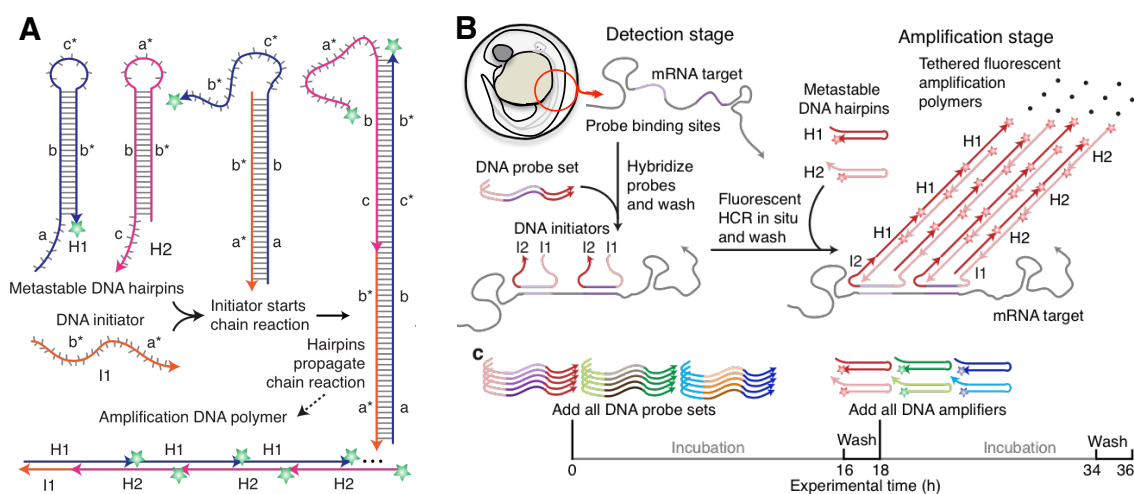 A
c*
a*
b
b*
a
H1
b
b*
c
H2
c*
b*
b*
b
a*
a
a*
b
b*
c
c*
b*
b
a*
a
Metastable DNA hairpins
DNA initiator
b*
a*
I1
Initiator starts
chain reaction
Hairpins
propagate
chain reaction
Amplification DNA polymer
H1
H1
H1
I1
H2
H2
H2
B
Detection stage
mRNA target
Probe binding sites
DNA probe set
Hybridize
probes
and wash
DNA initiators
I2
I1
I2
I1
Fluorescent
HCR in situ
and wash
Amplification stage
Tethered fluorescent
amplification
polymers
Metastable
DNA hairpins
H1
H2
H1
H1
H1
H2
H2
H2
I2
I1
mRNA target
c
Add all DNA probe sets
Add all DNA amplifiers
Incubation
Wash
Incubation
Wash
0
16
18
34
36
Experimental time (h)